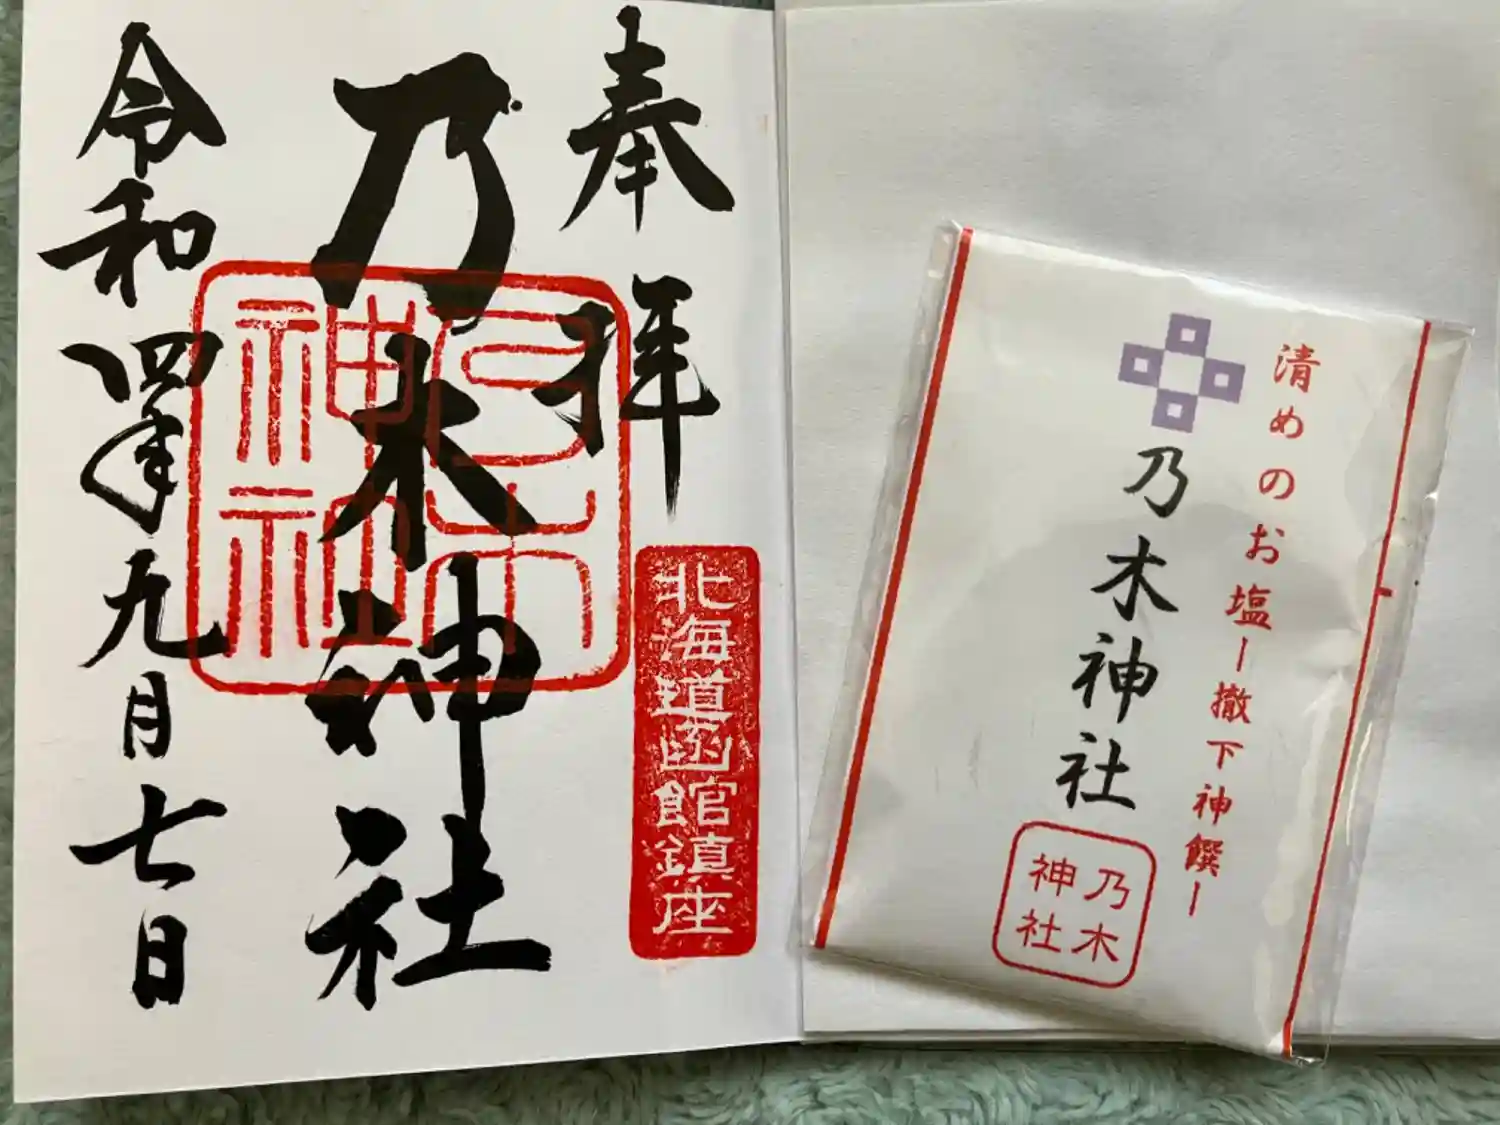 奉拝
北海道函館鎮座
乃木神社
乃木
神社
令和四年九月七日
清めのお塩ー撤下神饌ー
乃木神社
乃木
神社